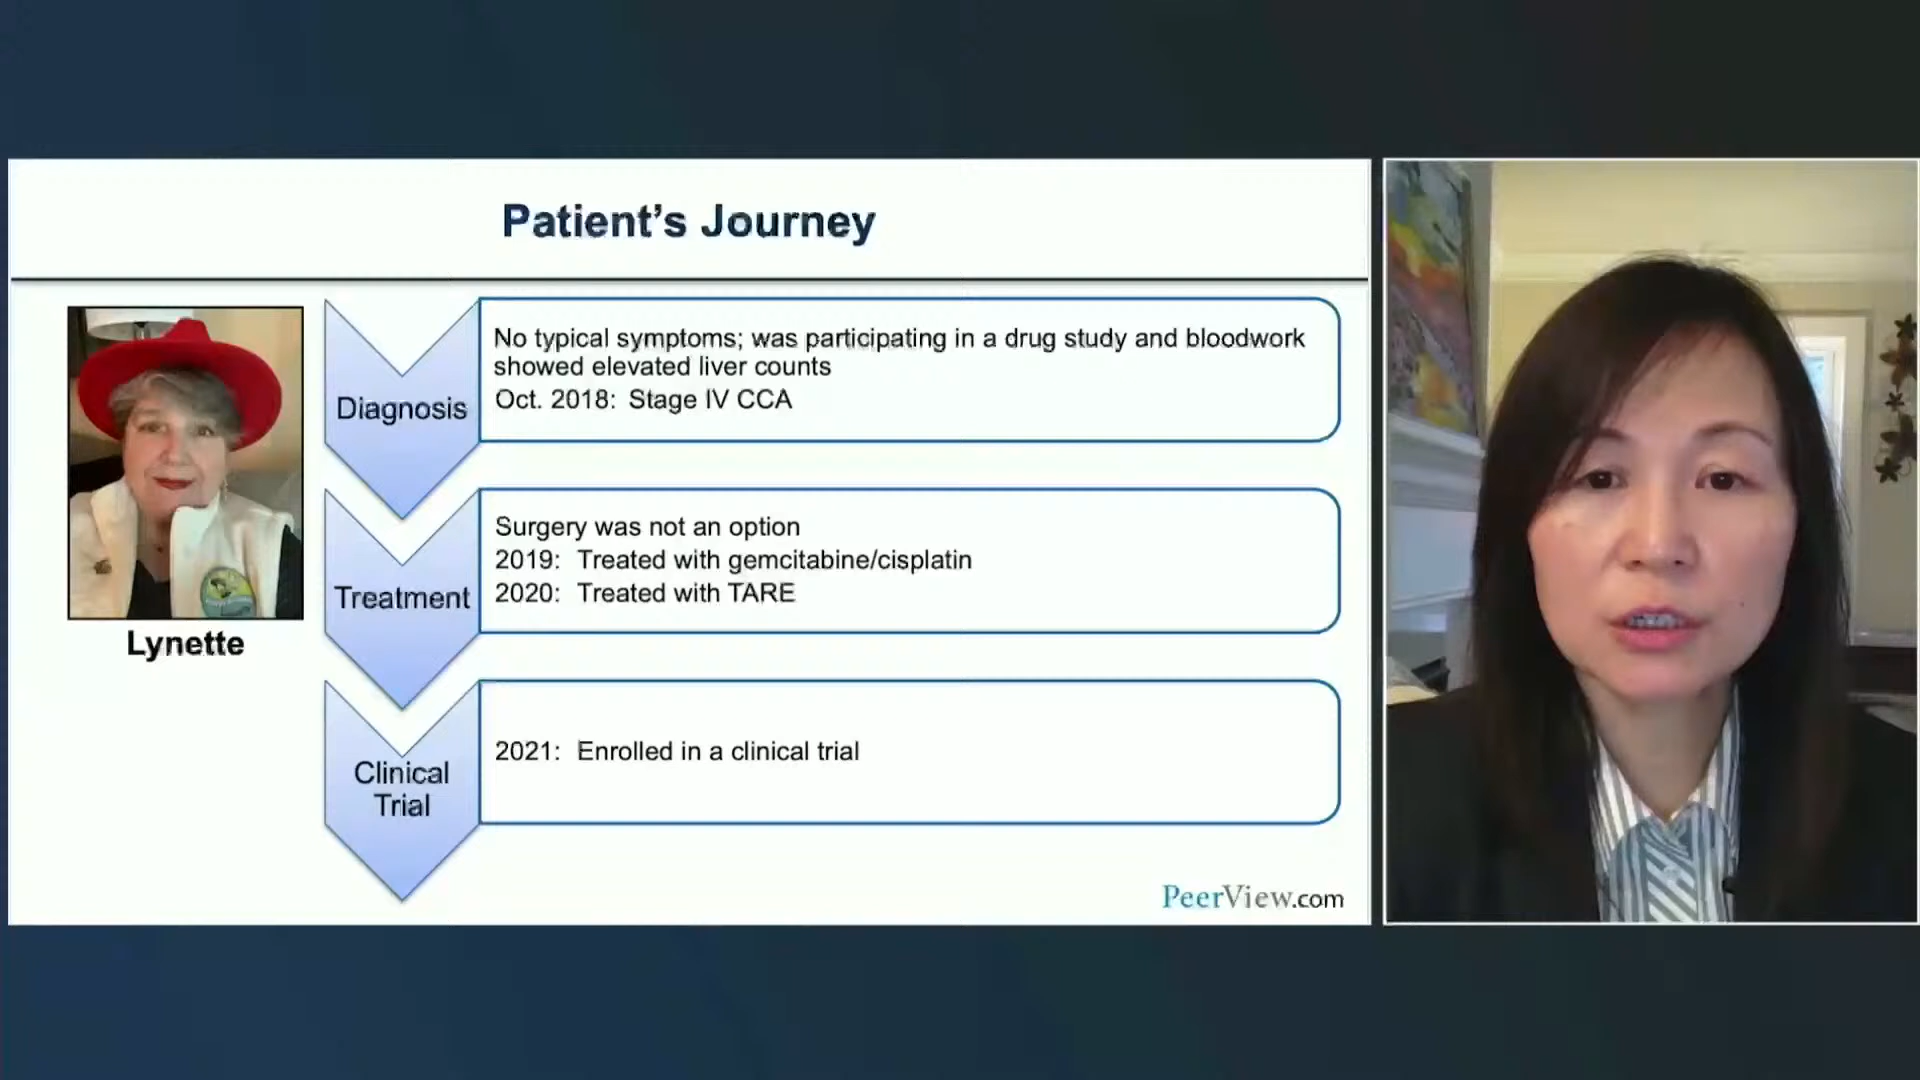 Patient’s Journey
Lynette
Diagnosis
No typical symptoms; was participating in a drug study and bloodwork
showed elevated liver counts
Oct. 2018: Stage IV CCA
Treatment
Surgery was not an option
2019: Treated with gemcitabine/cisplatin
2020: Treated with TARE
Clinical
Trial
2021: Enrolled in a clinical trial
PeerView.com